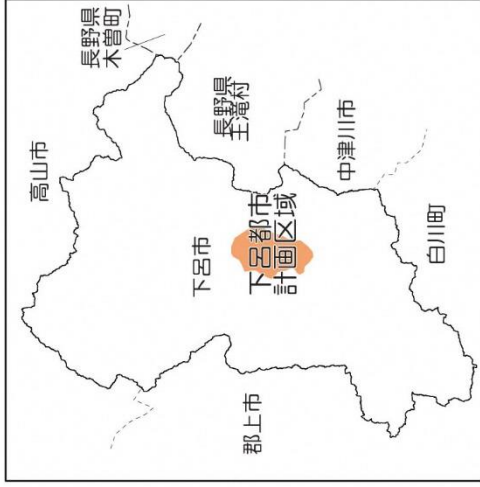 高山市
長野県
木曽町
長野県
王滝村
下呂市
郡上市
下呂都市
計画区域
中津川市
白川町